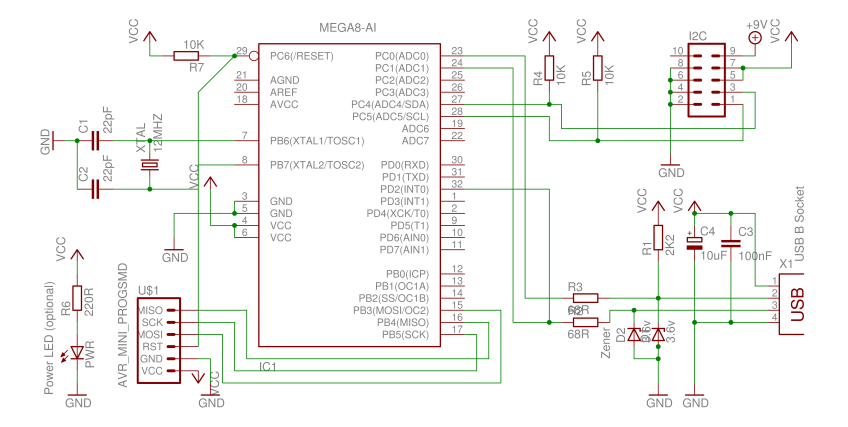 MEGA8-AI
VCC
10K
R7
29
PC6(/RESET)
21
AGND
20
AREF
18
AVCC
7
PB6(XTAL1/TOSC1)
8
PB7(XTAL2/TOSC2)
3
GND
5
GND
4
VCC
6
VCC
PC0(ADC0)
23
PC1(ADC1)
24
PC2(ADC2)
25
PC3(ADC3)
26
PC4(ADC4/SDA)
27
PC5(ADC5/SCL)
28
ADC6
19
ADC7
22
PD0(RXD)
30
PD1(TXD)
31
PD2(INT0)
32
PD3(INT1)
1
PD4(XCK/T0)
2
PD5(T1)
9
PD6(AIN0)
10
PD7(AIN1)
11
PB0(ICP)
12
PB1(OC1A)
13
PB2(SS/OC1B)
14
PB3(MOSI/OC2)
15
PB4(MISO)
16
PB5(SCK)
17
IC1
GND
C1
22pF
C2
22pF
XTAL
12MHZ
VCC
GND
VCC
R4
10K
VCC
R5
10K
I2C
+9V
VCC
10
9
8
7
6
5
4
3
2
1
GND
VCC
R1
2K2
VCC
C4
+
10uF
C3
100nF
USB B Socket
X1
1
2
3
4
USB
R3
68R
68R
Zener
D2
3.6v
GND
GND
VCC
R6
220R
Power LED (optional)
PWR
GND
AVR_MINI_PROGSMD
U$1
MISO
SCK
MOSI
RST
GND
VCC
VCC
GND